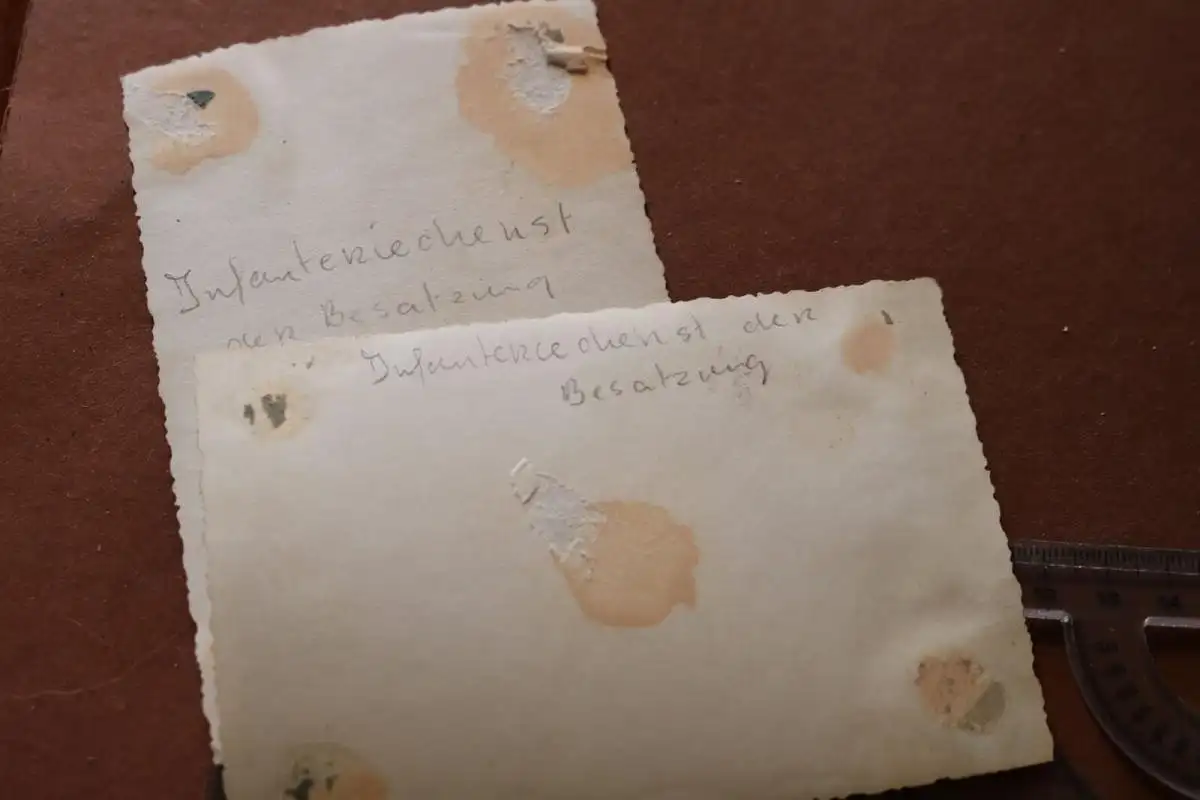 Infanteriedienst
der Besatzung
Infanteriedienst der
Besatzung